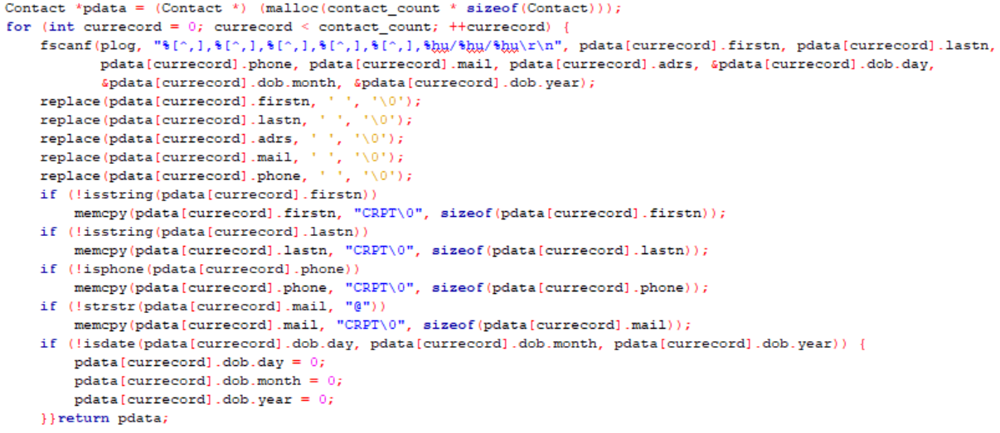 Contact *pdata = (Contact *) (malloc(contact_count * sizeof(Contact)));
for (int currecord = 0; currecord < contact_count; ++currecord) {
    fscanf(plog, "%[^,],%[^,],%[^,],%[^,],%[^,],%hu/%hu/%hu\r\n", pdata[currecord].firstn, pdata[currecord].lastn,
           pdata[currecord].phone, pdata[currecord].mail, pdata[currecord].adrs, &pdata[currecord].dob.day,
           &pdata[currecord].dob.month, &pdata[currecord].dob.year);
    replace(pdata[currecord].firstn, ' ', '\0');
    replace(pdata[currecord].lastn, ' ', '\0');
    replace(pdata[currecord].adrs, ' ', '\0');
    replace(pdata[currecord].mail, ' ', '\0');
    replace(pdata[currecord].phone, ' ', '\0');
    if (!isstring(pdata[currecord].firstn))
        memcpy(pdata[currecord].firstn, "CRPT\0", sizeof(pdata[currecord].firstn));
    if (!isstring(pdata[currecord].lastn))
        memcpy(pdata[currecord].lastn, "CRPT\0", sizeof(pdata[currecord].lastn));
    if (!isphone(pdata[currecord].phone))
        memcpy(pdata[currecord].phone, "CRPT\0", sizeof(pdata[currecord].phone));
    if (!strstr(pdata[currecord].mail, "@"))
        memcpy(pdata[currecord].mail, "CRPT\0", sizeof(pdata[currecord].mail));
    if (!isdate(pdata[currecord].dob.day, pdata[currecord].dob.month, pdata[currecord].dob.year)) {
        pdata[currecord].dob.day = 0;
        pdata[currecord].dob.month = 0;
        pdata[currecord].dob.year = 0;
    }}return pdata;